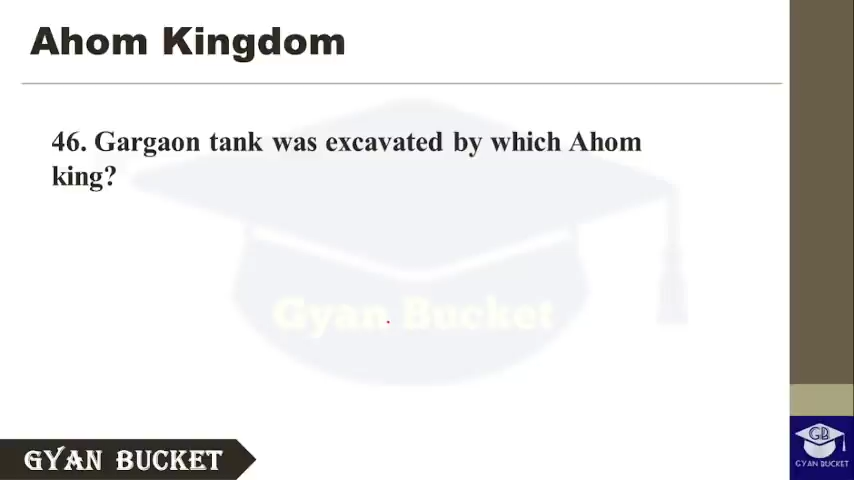 Ahom Kingdom
46. Gargaon tank was excavated by which Ahom
king?
Gyan Bucket
GYAN BUCKET
GB
GYAN BUCKET